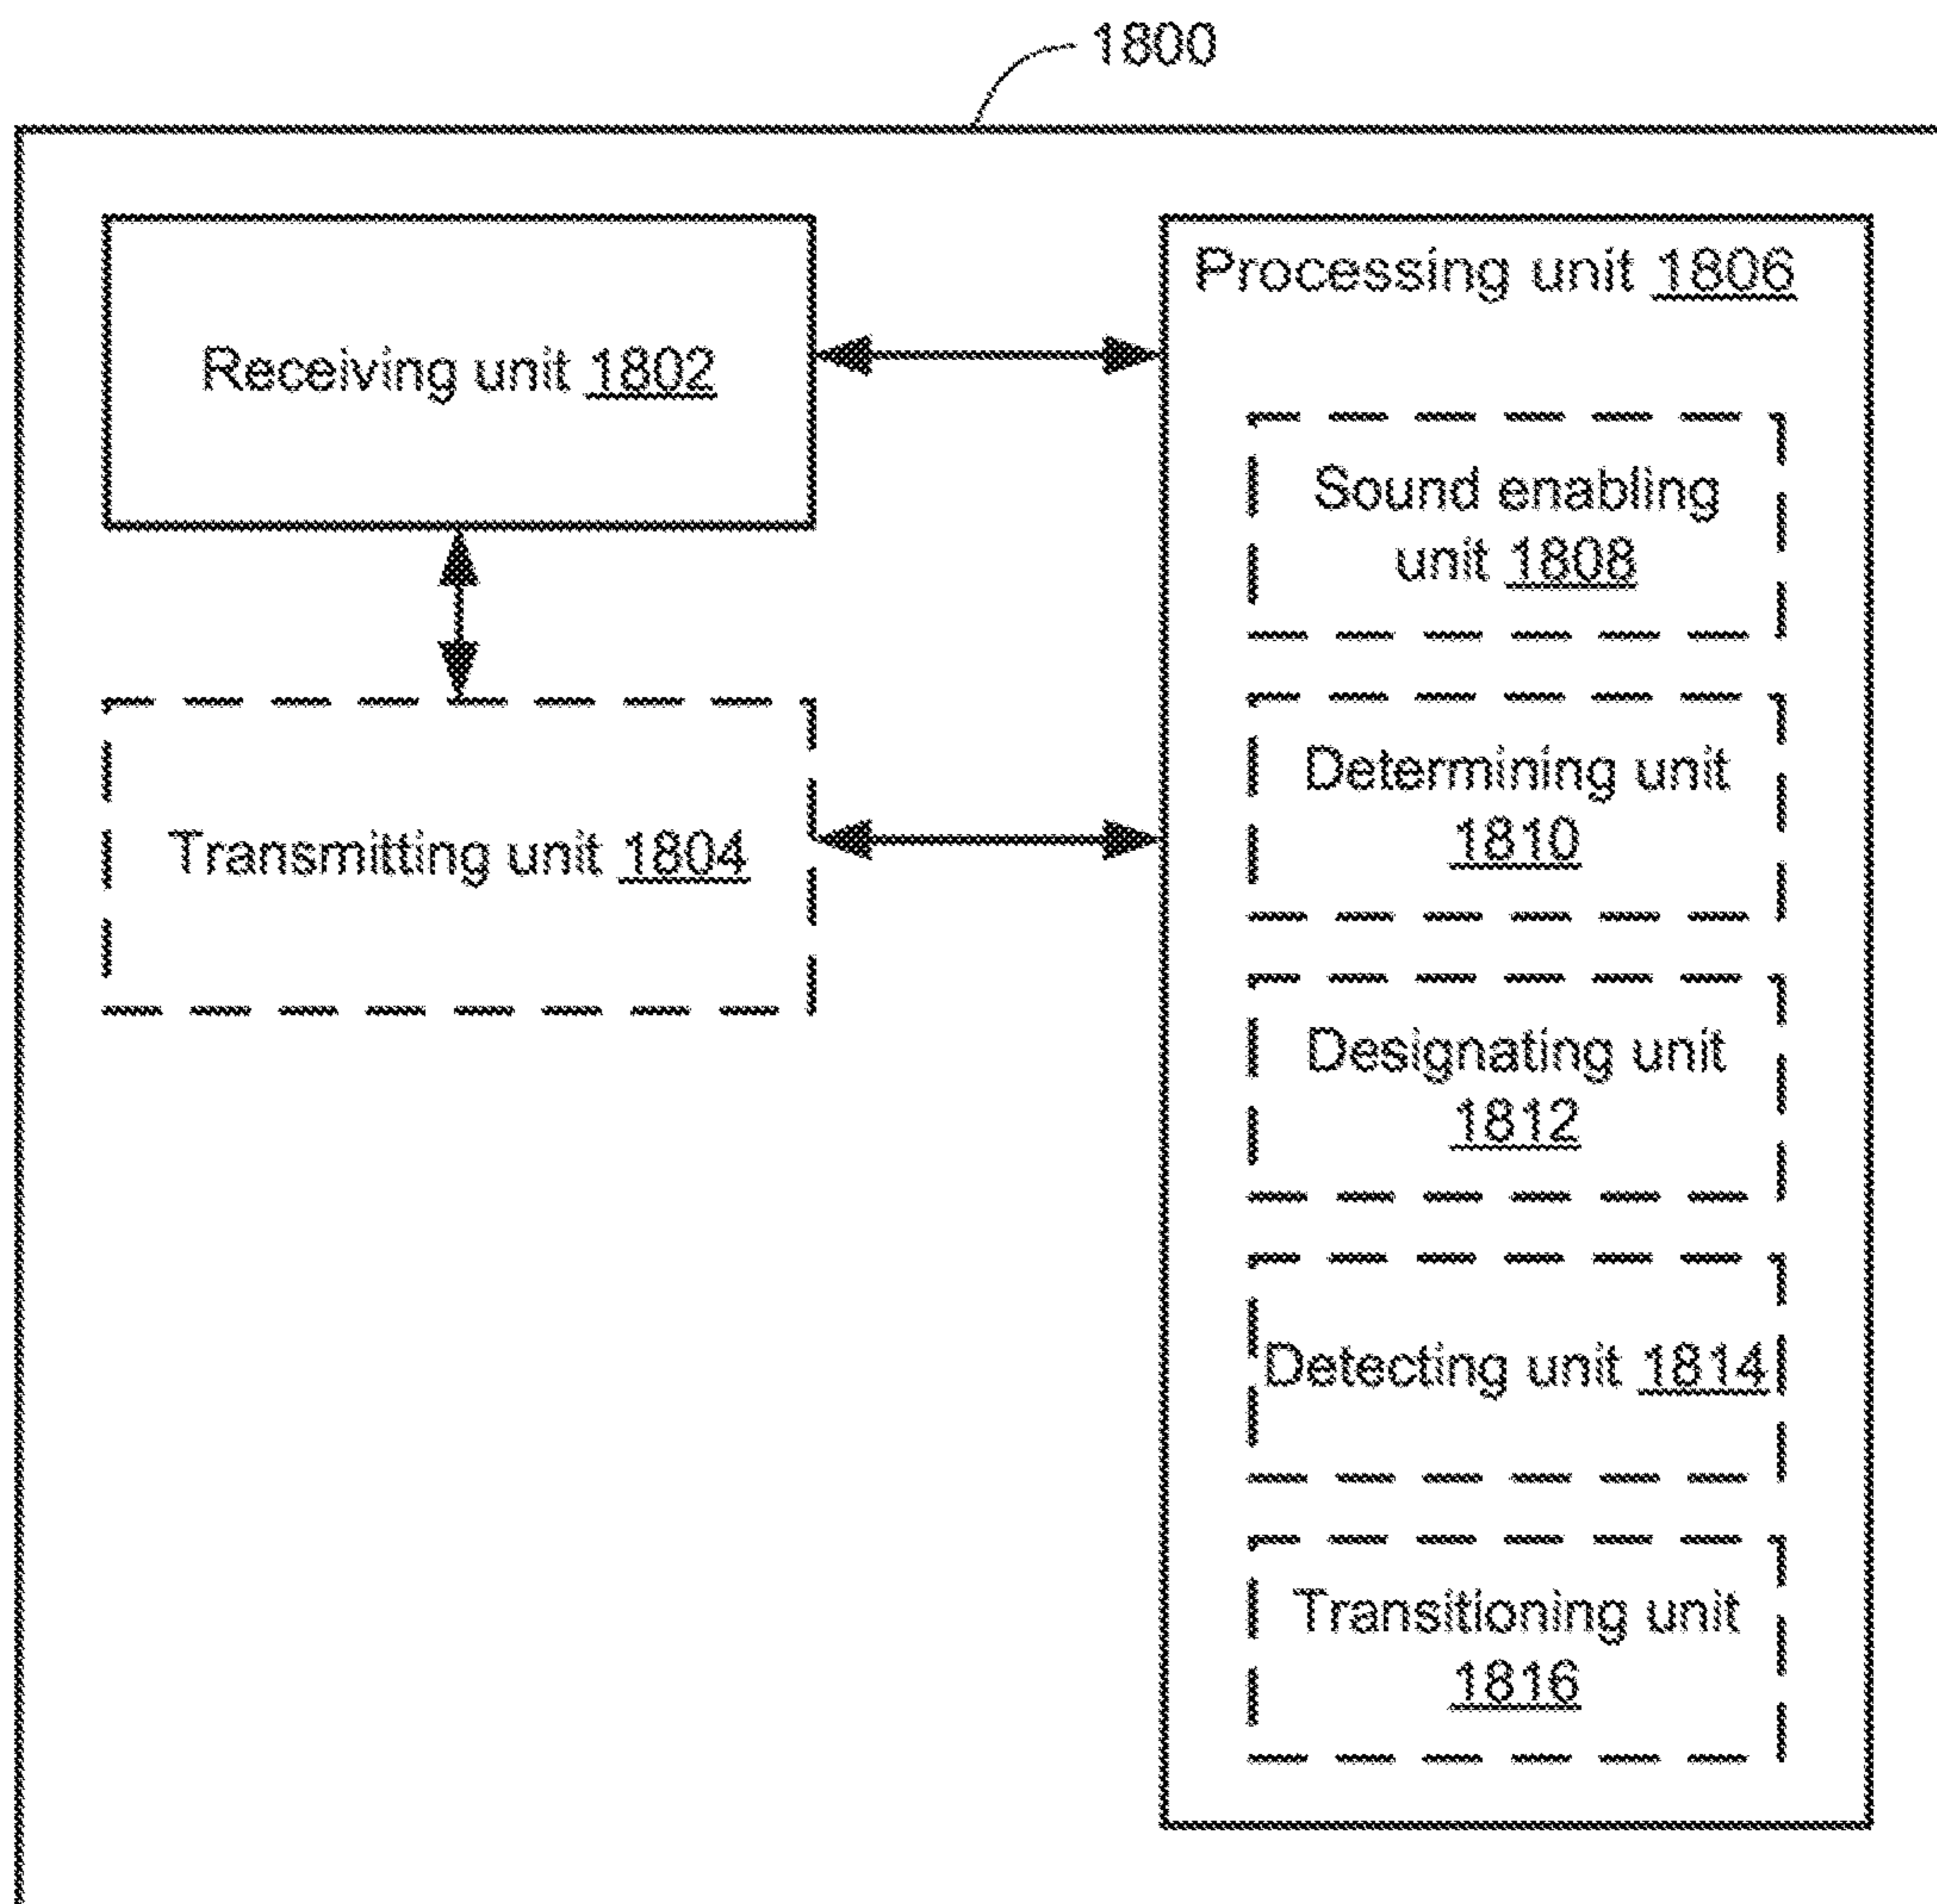 1800
Receiving unit 1802
Transmitting unit 1804
Processing unit 1806
Sound enabling
unit 1808
Determining unit
1810
Designating unit
1812
Detecting unit 1814
Transitioning unit
1816